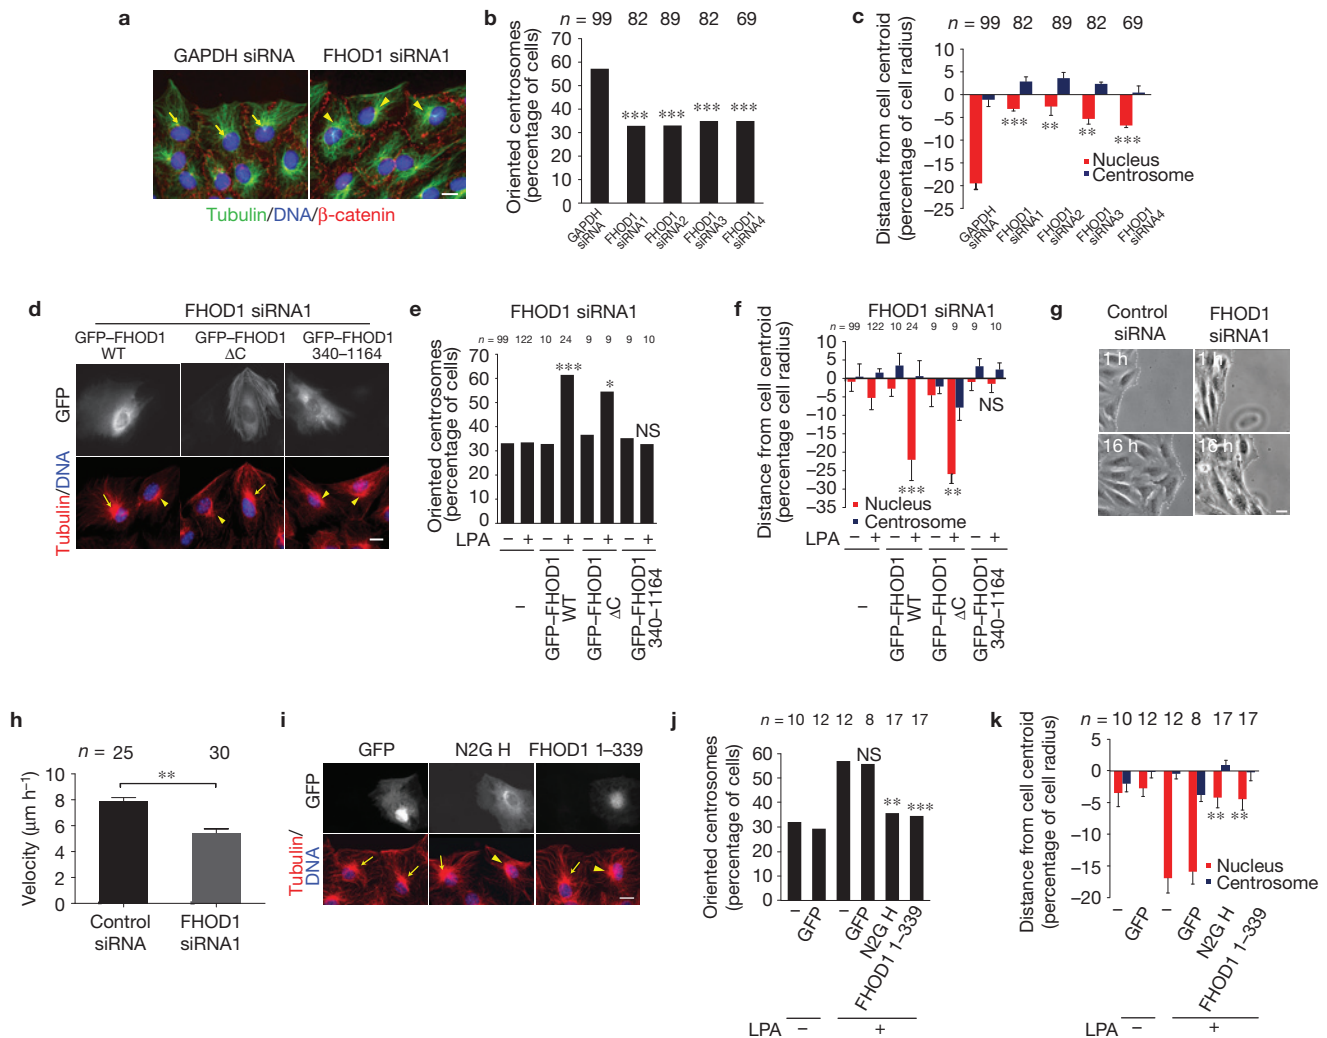 a
GAPDH siRNA FHOD1 siRNA1
Tubulin/DNA/β-catenin
b
n = 99 82 89 82 69
Oriented centrosomes
(percentage of cells)
70
60
50
40
30
20
10
0
*** *** *** ***
GAPDH siRNA
FHOD1 siRNA1
FHOD1 siRNA2
FHOD1 siRNA3
FHOD1 siRNA4
c
n = 99 82 89 82 69
Distance from cell centroid
(percentage of cell radius)
10
5
0
−5
−10
−15
−20
−25
*** ** ** ***
Nucleus
Centrosome
GAPDH siRNA
FHOD1 siRNA1
FHOD1 siRNA2
FHOD1 siRNA3
FHOD1 siRNA4
d
FHOD1 siRNA1
GFP–FHOD1 WT
GFP–FHOD1 ΔC
GFP–FHOD1 340–1164
GFP
Tubulin/DNA
e
FHOD1 siRNA1
n = 99 122 10 24 9 9 9 10
Oriented centrosomes
(percentage of cells)
70
60
50
40
30
20
10
0
*** * NS
LPA − + − + − + − +
−
GFP–FHOD1 WT
GFP–FHOD1 ΔC
GFP–FHOD1 340–1164
f
FHOD1 siRNA1
n = 99 122 10 24 9 9 9 10
Distance from cell centroid
(percentage cell radius)
10
5
0
−5
−10
−15
−20
−25
−30
−35
*** ** NS
Nucleus
Centrosome
LPA − + − + − + − +
−
GFP–FHOD1 WT
GFP–FHOD1 ΔC
GFP–FHOD1 340–1164
g
Control siRNA
FHOD1 siRNA1
1 h 1 h
16 h 16 h
h
n = 25 30
Velocity (μm h⁻¹)
10
8
6
4
2
0
**
Control siRNA
FHOD1 siRNA1
i
GFP N2G H FHOD1 1–339
GFP
Tubulin/
DNA
j
n = 10 12 12 8 17 17
Oriented centrosomes
(percentage of cells)
60
50
40
30
20
10
0
NS ** ***
−
GFP
−
GFP
N2G H
FHOD1 1–339
LPA − +
k
n = 10 12 12 8 17 17
Distance from cell centroid
(percentage of cell radius)
5
0
−5
−10
−15
−20
** **
Nucleus
Centrosome
−
GFP
−
GFP
N2G H
FHOD1 1–339
LPA − +